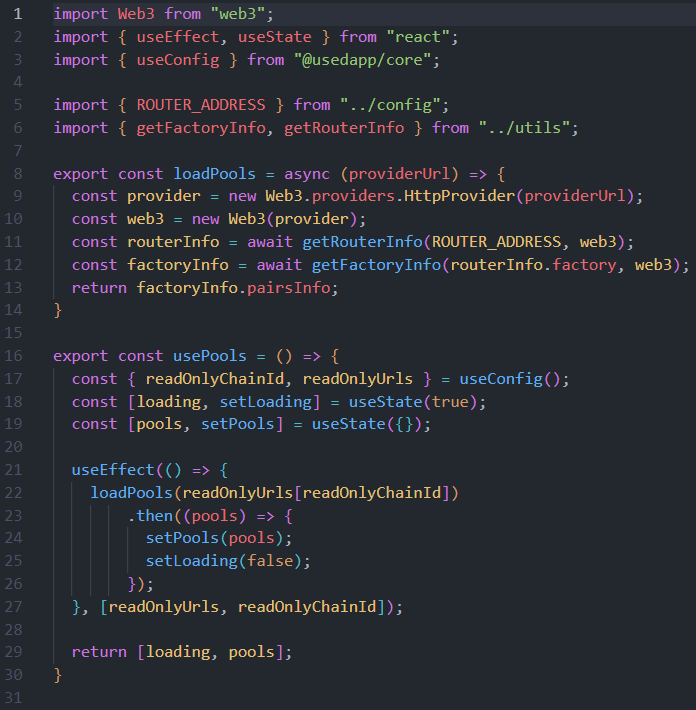 1 import Web3 from "web3";
2 import { useEffect, useState } from "react";
3 import { useConfig } from "@usedapp/core";
4
5 import { ROUTER_ADDRESS } from "../config";
6 import { getFactoryInfo, getRouterInfo } from "../utils";
7
8 export const loadPools = async (providerUrl) => {
9   const provider = new Web3.providers.HttpProvider(providerUrl);
10   const web3 = new Web3(provider);
11   const routerInfo = await getRouterInfo(ROUTER_ADDRESS, web3);
12   const factoryInfo = await getFactoryInfo(routerInfo.factory, web3);
13   return factoryInfo.pairsInfo;
14 }
15
16 export const usePools = () => {
17   const { readOnlyChainId, readOnlyUrls } = useConfig();
18   const [loading, setLoading] = useState(true);
19   const [pools, setPools] = useState({});
20
21   useEffect(() => {
22     loadPools(readOnlyUrls[readOnlyChainId])
23         .then((pools) => {
24           setPools(pools);
25           setLoading(false);
26         });
27   }, [readOnlyUrls, readOnlyChainId]);
28
29   return [loading, pools];
30 }
31